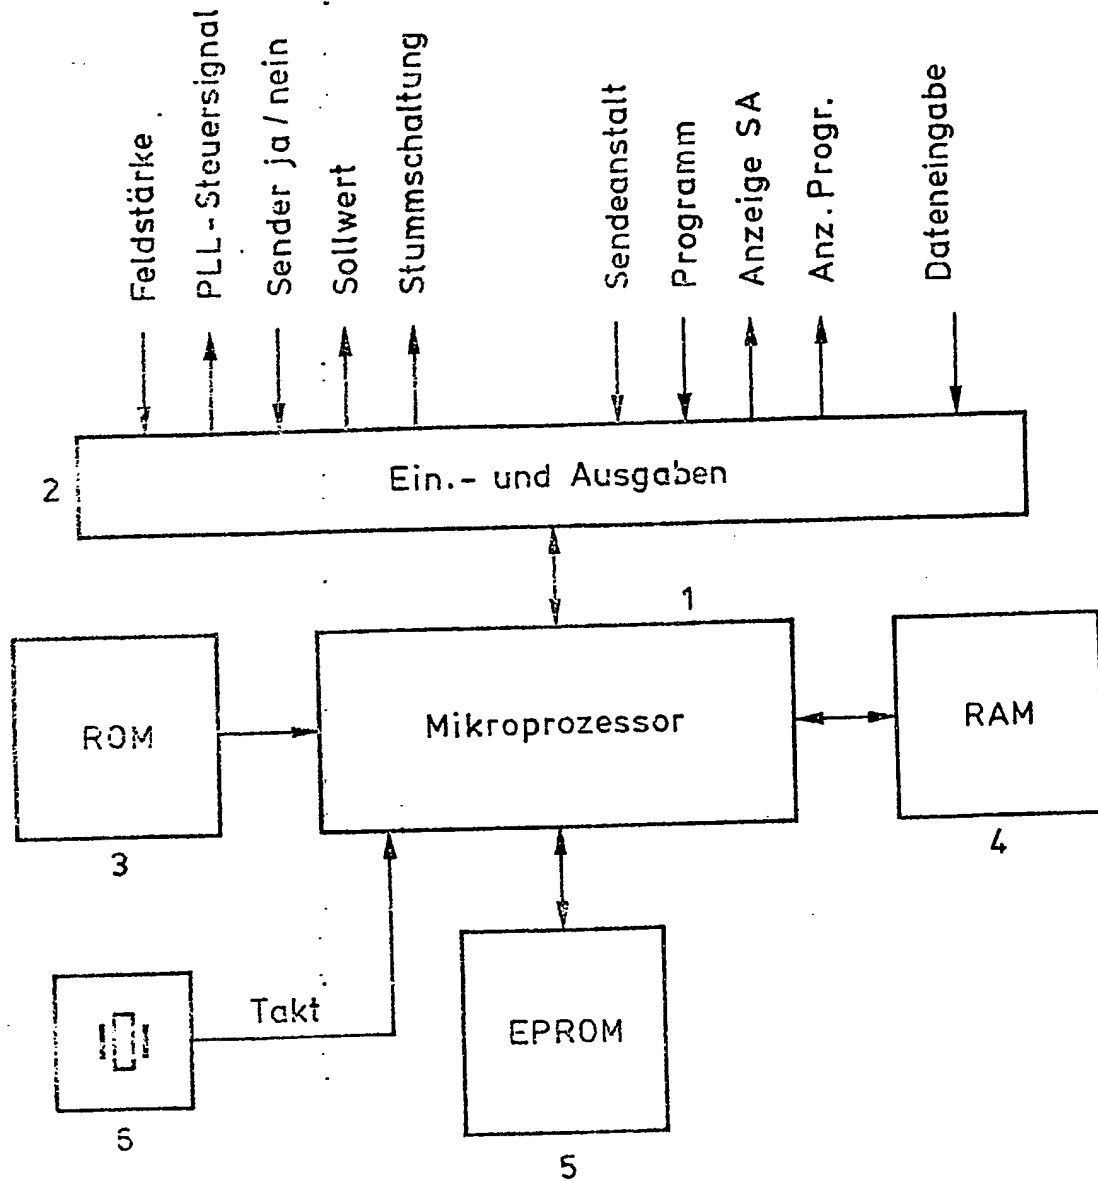 Feldstärke
PLL-Steuersignal
Sender ja/nein
Sollwert
Stummschaltung
Sendeanstalt
Programm
Anzeige SA
Anz. Progr.
Dateneingabe
2
Ein.- und Ausgaben
1
ROM
Mikroprozessor
RAM
3
4
Takt
EPROM
6
5